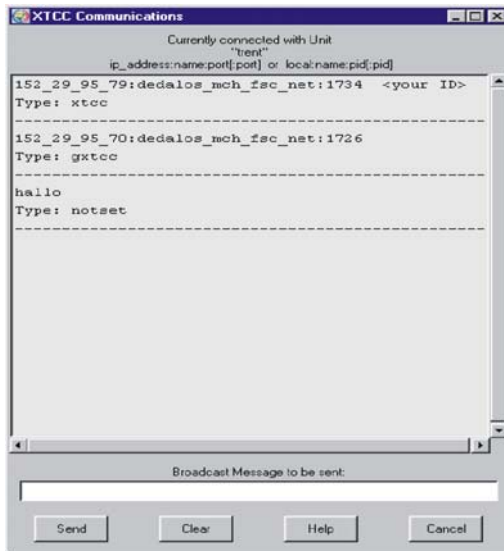 XTCC Communications
Currently connected with Unit
"trent"
ip_address:name:port[:port] or local:name:pid[:pid]
152_29_95_79:dedalos_mch_fsc_net:1734 <your ID>
Type: xtcc
------------------------------------------------
152_29_95_70:dedalos_mch_fsc_net:1726
Type: gxtcc
------------------------------------------------
hallo
Type: notset
------------------------------------------------
Broadcast Message to be sent:
Send Clear Help Cancel